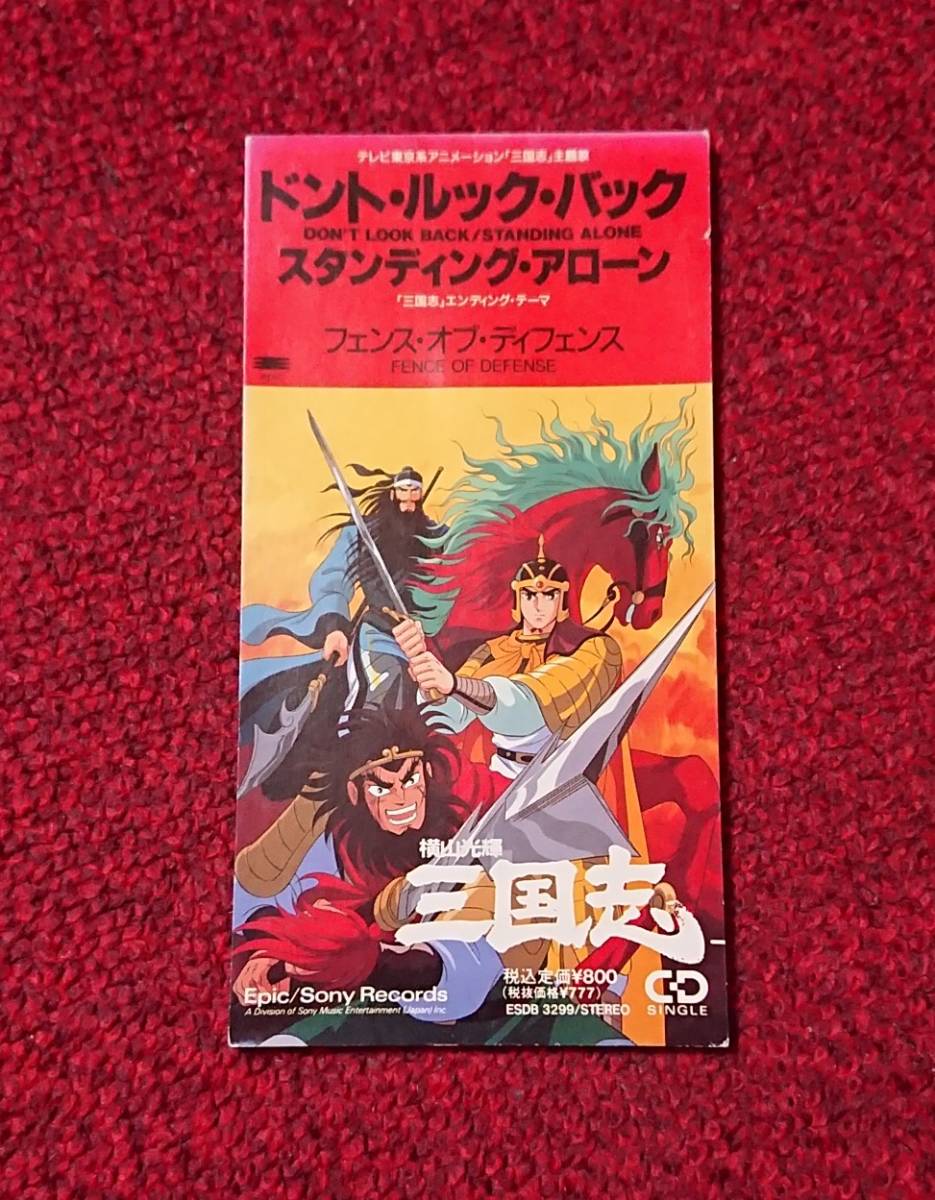 テレビ東京系アニメーション「三国志」主題歌
ドント・ルック・バック
DON'T LOOK BACK/STANDING ALONE
スタンディング・アローン
「三国志」エンディング・テーマ
フェンス・オブ・ディフェンス
FENCE OF DEFENSE
横山光輝
三国志
Epic/Sony Records
A Division of Sony Music Entertainment (Japan) Inc
税込定価¥800
(税抜価格¥777)
ESDB 3299/STEREO
CD
SINGLE